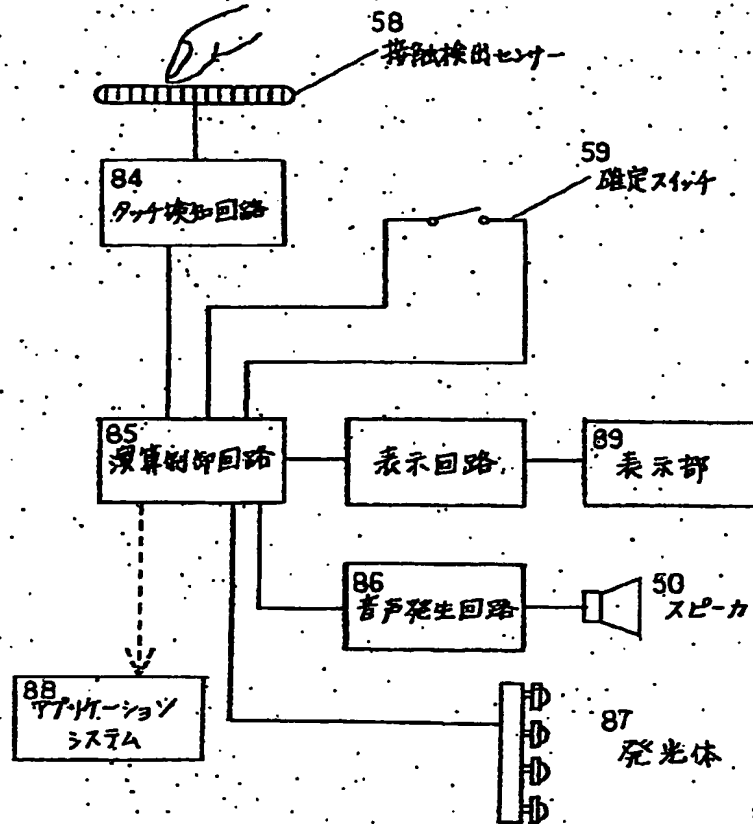 58
接触検出センサー
59
確定スイッチ
84
タッチ検知回路
85
演算制御回路
表示回路
89
表示部
86
音声発生回路
50
スピーカ
88
アプリケーション
システム
87
発光体